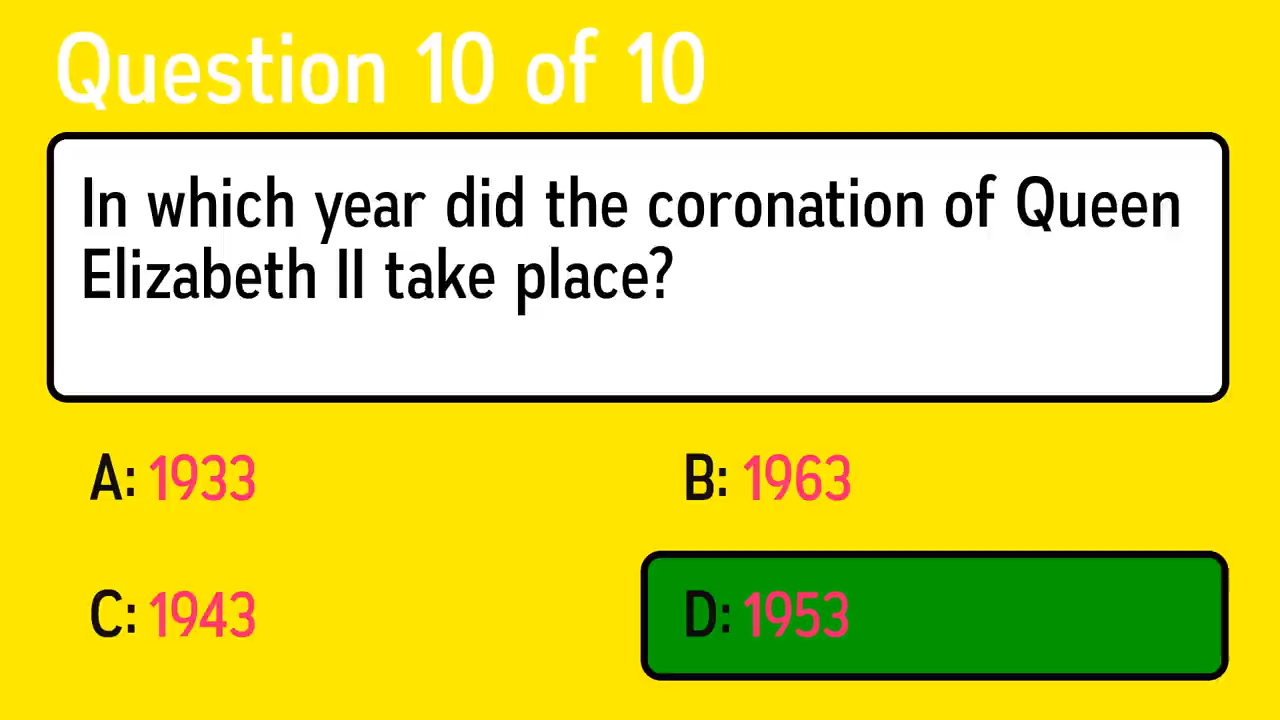 Question 10 of 10
In which year did the coronation of Queen
Elizabeth II take place?
A: 1933
B: 1963
C: 1943
D: 1953